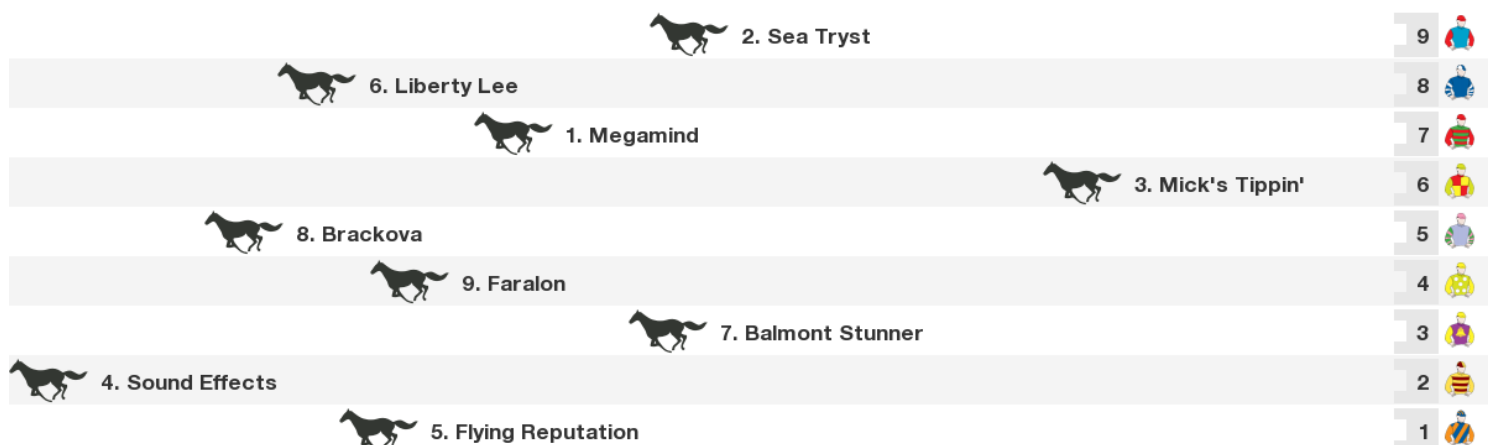 2. Sea Tryst 9
6. Liberty Lee 8
1. Megamind 7
3. Mick's Tippin' 6
8. Brackova 5
9. Faralon 4
7. Balmont Stunner 3
4. Sound Effects 2
5. Flying Reputation 1